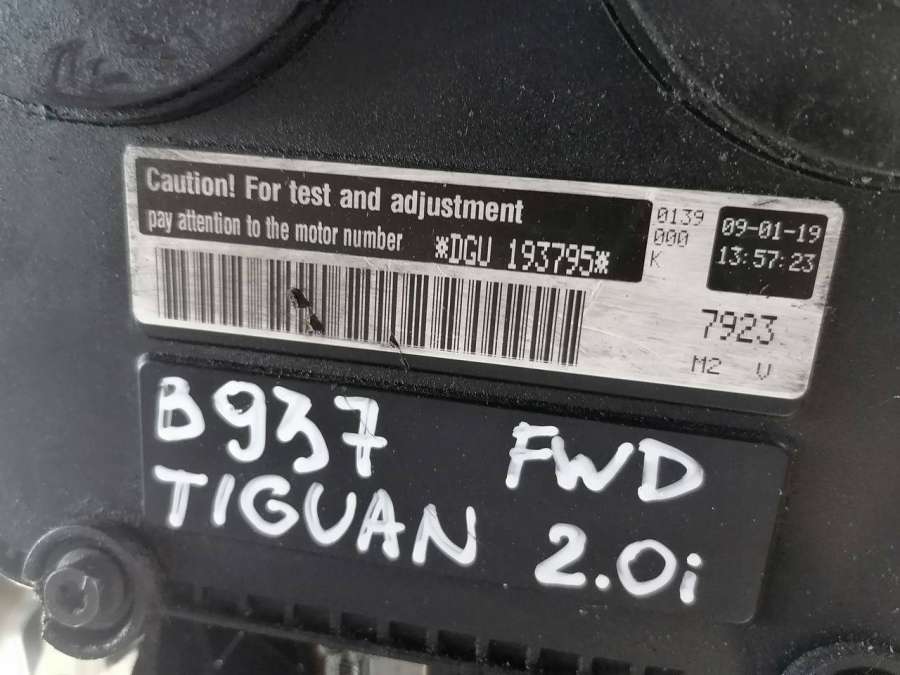 Caution! For test and adjustment
pay attention to the motor number
*DGU 193795*
0139
000
K
09-01-19
13:57:23
7923
M2 V
B937 FWD
TIGUAN 2.0i